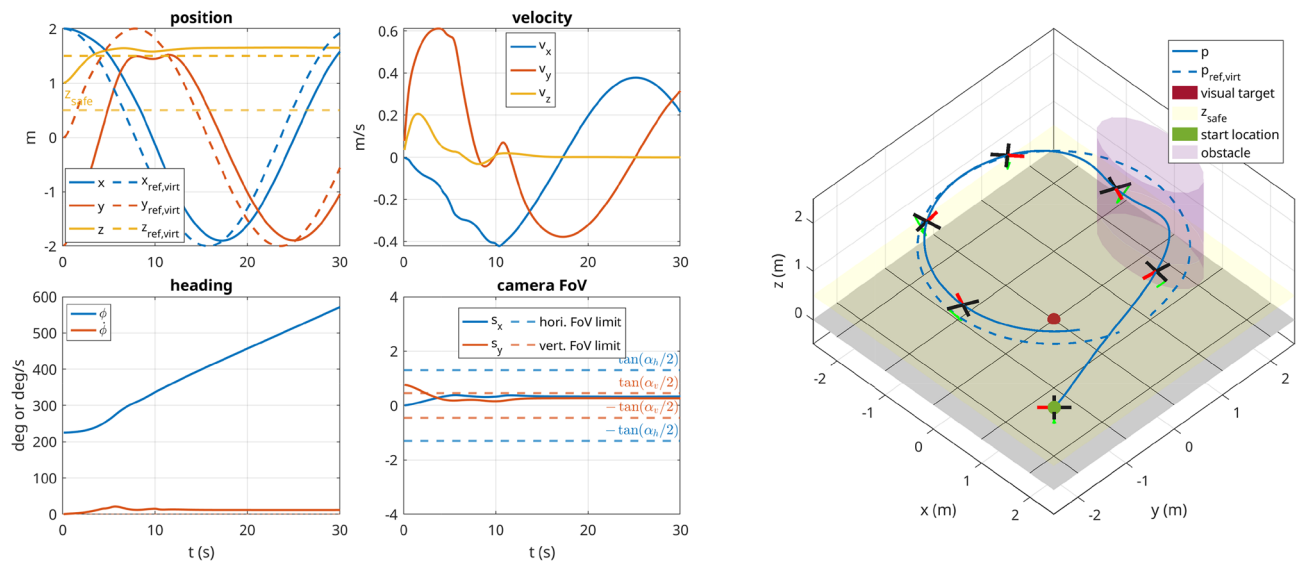 position
m
2
1
0
-1
-2
z_safe
x x_ref,virt
y y_ref,virt
z z_ref,virt
0 10 20 30
velocity
m/s
0.6
0.4
0.2
0
-0.2
-0.4
v_x
v_y
v_z
0 10 20 30
heading
deg or deg/s
600
500
400
300
200
100
0
ϕ
ϕ̇
0 10 20 30
t (s)
camera FoV
4
2
0
-2
-4
s_x hori. FoV limit
s_y vert. FoV limit
tan(α_h/2)
tan(α_v/2)
− tan(α_v/2)
− tan(α_h/2)
0 10 20 30
t (s)
p
p_ref,virt
visual target
z_safe
start location
obstacle
z (m)
2
1
0
-2
-1
0
1
2
x (m)
-2
-1
0
1
2
y (m)